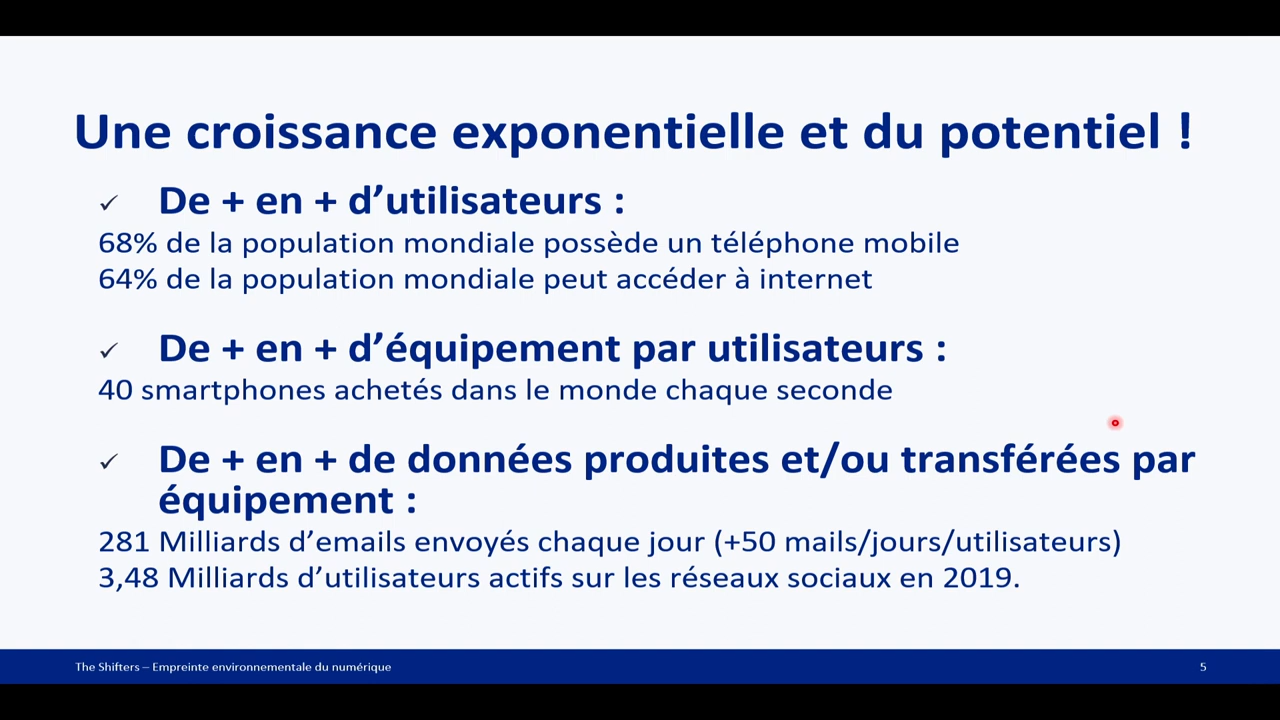 Une croissance exponentielle et du potentiel !
✓ De + en + d’utilisateurs :
68% de la population mondiale possède un téléphone mobile
64% de la population mondiale peut accéder à internet
✓ De + en + d’équipement par utilisateurs :
40 smartphones achetés dans le monde chaque seconde
✓ De + en + de données produites et/ou transférées par
équipement :
281 Milliards d’emails envoyés chaque jour (+50 mails/jours/utilisateurs)
3,48 Milliards d’utilisateurs actifs sur les réseaux sociaux en 2019.
The Shifters – Empreinte environnementale du numérique
5